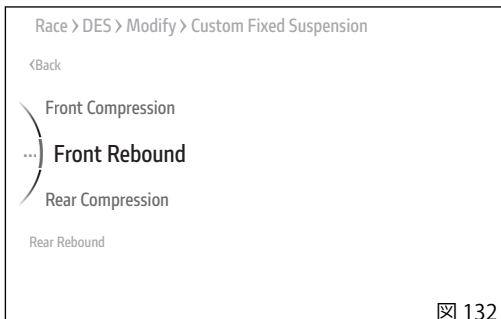 Race › DES › Modify › Custom Fixed Suspension
‹Back
Front Compression
... Front Rebound
Rear Compression
Rear Rebound
図 132